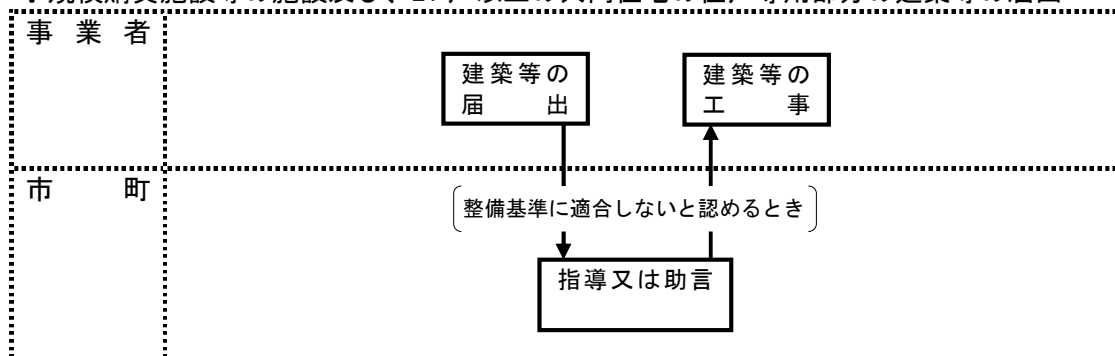 事業者
建築等の
届出
建築等の
工事
市町
整備基準に適合しないと認めるとき
指導又は助言